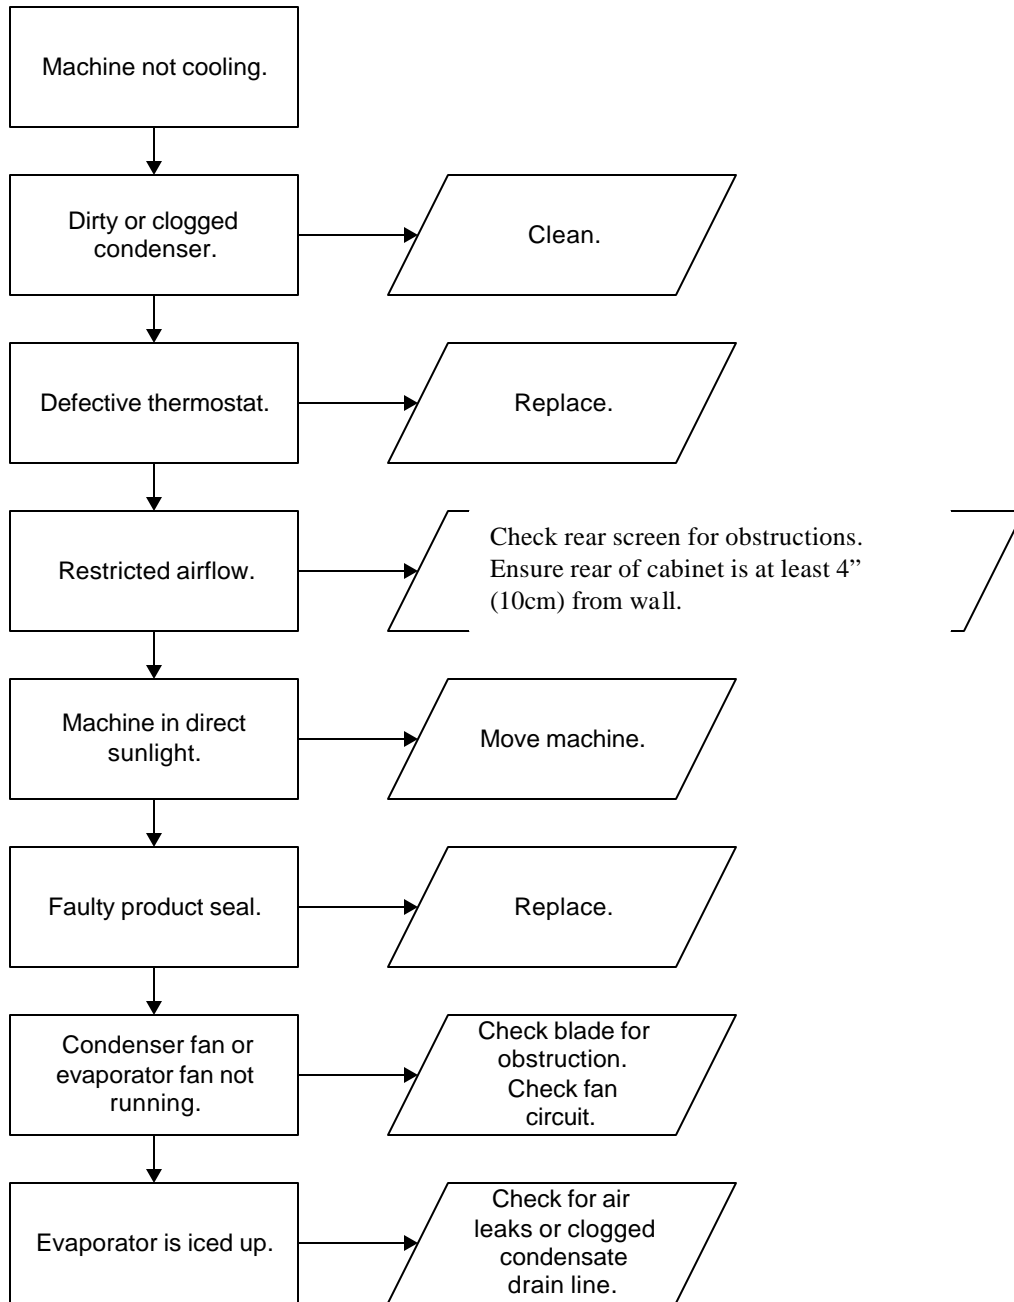 Machine not cooling.
Dirty or clogged
condenser.
Clean.
Defective thermostat.
Replace.
Restricted airflow.
Check rear screen for obstructions.
Ensure rear of cabinet is at least 4”
(10cm) from wall.
Machine in direct
sunlight.
Move machine.
Faulty product seal.
Replace.
Condenser fan or
evaporator fan not
running.
Check blade for
obstruction.
Check fan
circuit.
Evaporator is iced up.
Check for air
leaks or clogged
condensate
drain line.